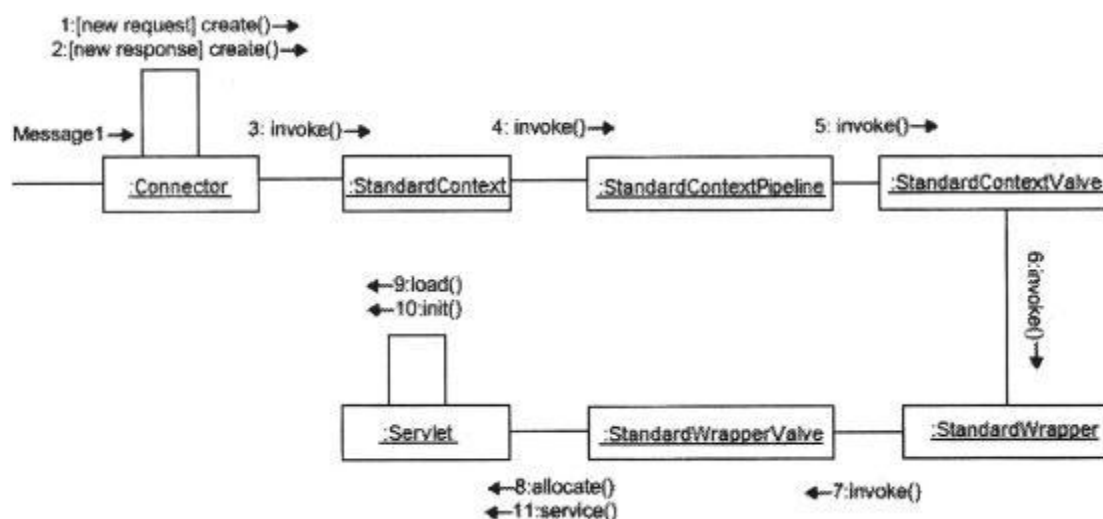 1:[new request] create()
2:[new response] create()
Message1
3: invoke()
4: invoke()
5: invoke()
:Connector
:StandardContext
:StandardContextPipeline
:StandardContextValve
6:invoke()
9:load()
10:init()
:Servlet
:StandardWrapperValve
:StandardWrapper
8:allocate()
11:service()
7:invoke()